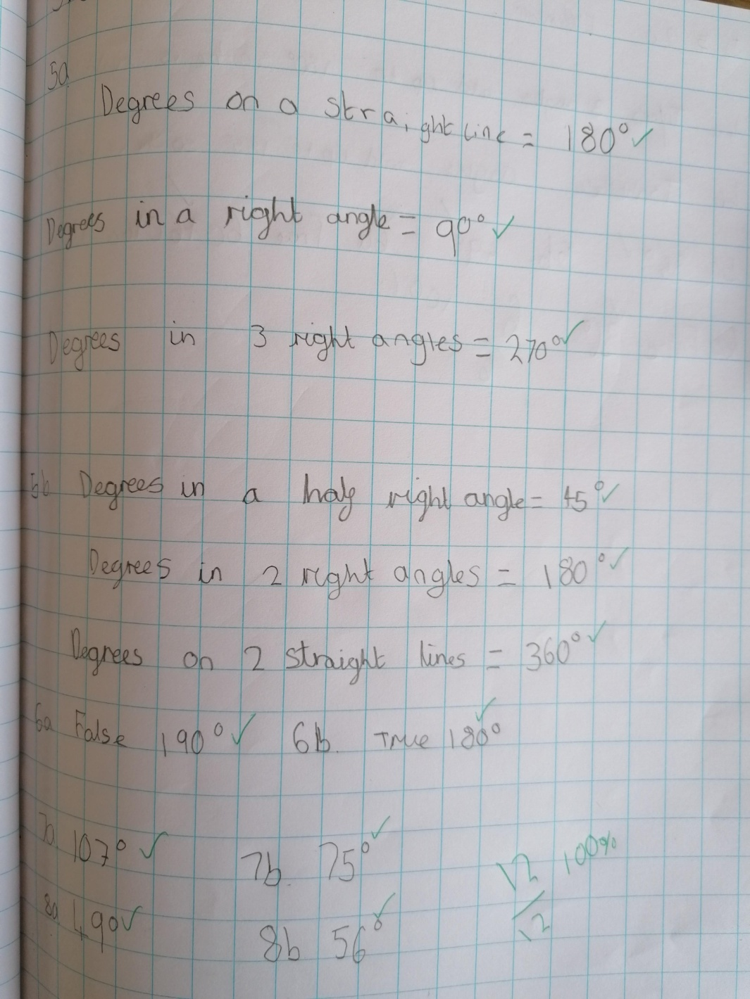 5a
Degrees on a straight line = 180° ✓
Degrees in a right angle = 90° ✓
Degrees in 3 right angles = 270° ✓
5b Degrees in a half right angle = 45° ✓
Degrees in 2 right angles = 180° ✓
Degrees on 2 straight lines = 360° ✓
6a False 190° ✓ 6b. True 180° ✓
7a 107° ✓ 7b. 75° ✓
12/12 100%
8a 49° ✓ 8b 56° ✓